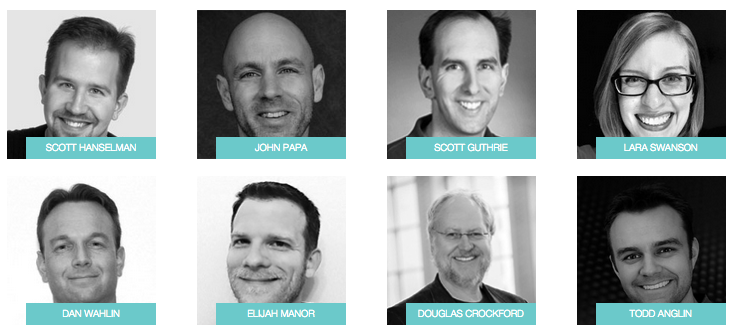 SCOTT HANSELMAN
JOHN PAPA
SCOTT GUTHRIE
LARA SWANSON
DAN WAHLIN
ELIJAH MANOR
DOUGLAS CROCKFORD
TODD ANGLIN